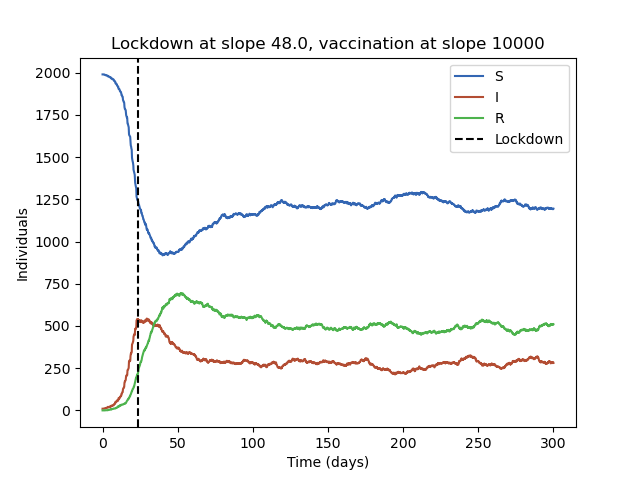 Lockdown at slope 48.0, vaccination at slope 10000
2000
1750
1500
1250
1000
750
500
250
0
Individuals
S
I
R
Lockdown
0 50 100 150 200 250 300
Time (days)